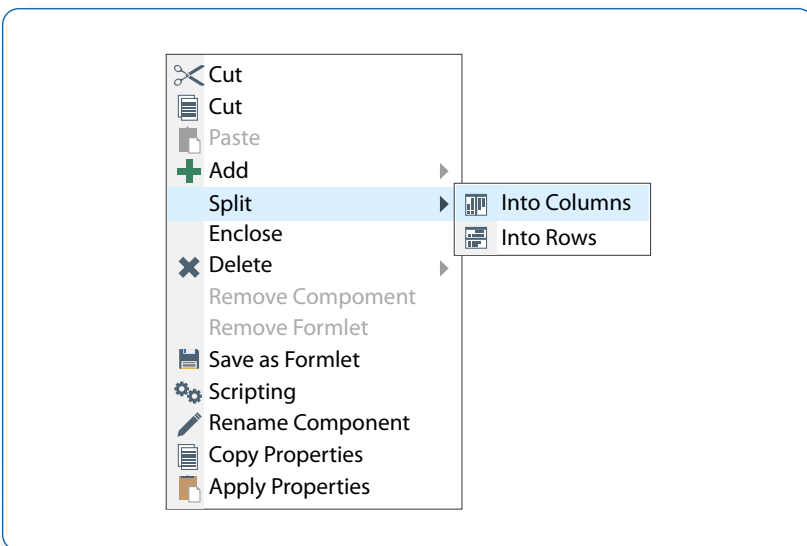 Cut
Cut
Paste
Add
Split
Into Columns
Enclose
Into Rows
Delete
Remove Compoment
Remove Formlet
Save as Formlet
Scripting
Rename Component
Copy Properties
Apply Properties